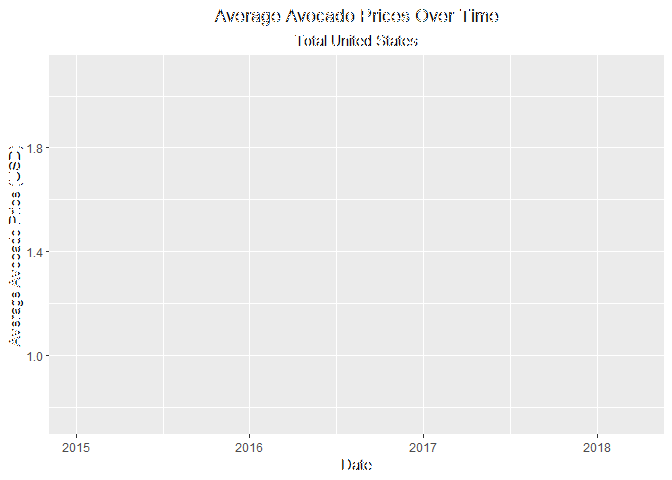 Average Avocado Prices Over Time
Total United States
Average Avocado Price (USD)
1.8
1.4
1.0
2015
2016
2017
2018
Date